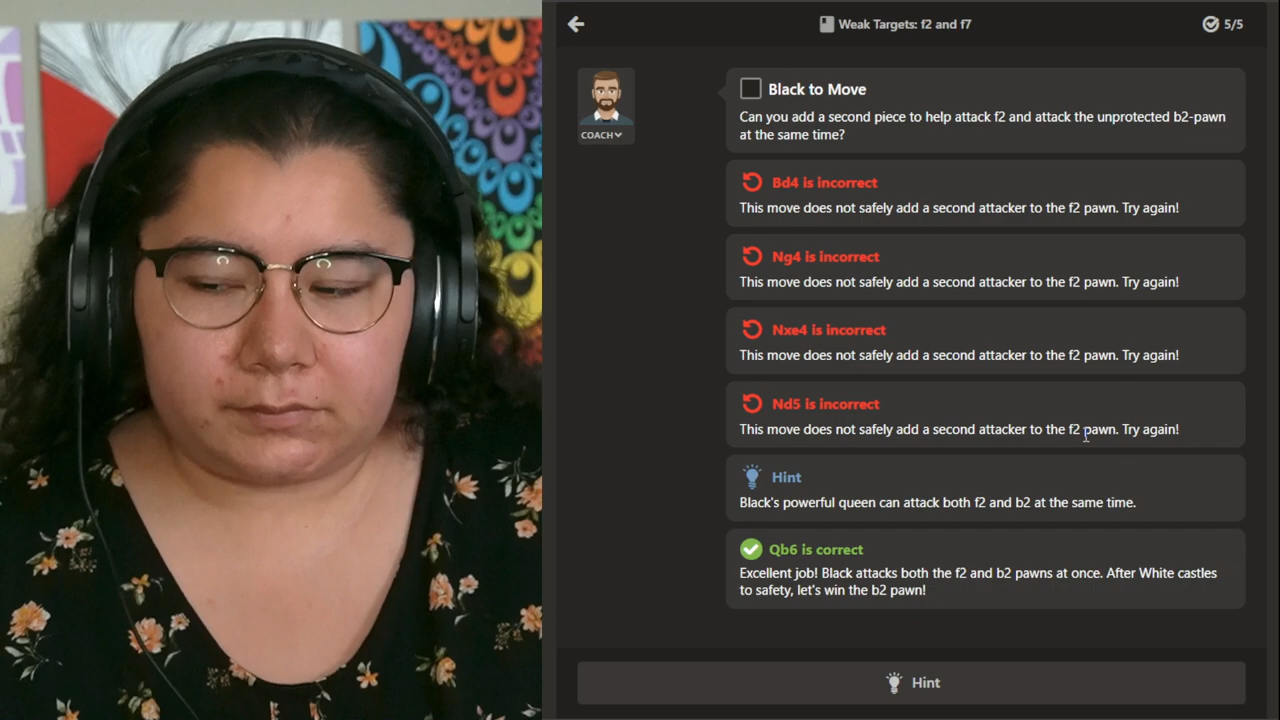 Weak Targets: f2 and f7
5/5
COACH
Black to Move
Can you add a second piece to help attack f2 and attack the unprotected b2-pawn
at the same time?
Bd4 is incorrect
This move does not safely add a second attacker to the f2 pawn. Try again!
Ng4 is incorrect
This move does not safely add a second attacker to the f2 pawn. Try again!
Nxe4 is incorrect
This move does not safely add a second attacker to the f2 pawn. Try again!
Nd5 is incorrect
This move does not safely add a second attacker to the f2 pawn. Try again!
Hint
Black's powerful queen can attack both f2 and b2 at the same time.
Qb6 is correct
Excellent job! Black attacks both the f2 and b2 pawns at once. After White castles
to safety, let's win the b2 pawn!
Hint